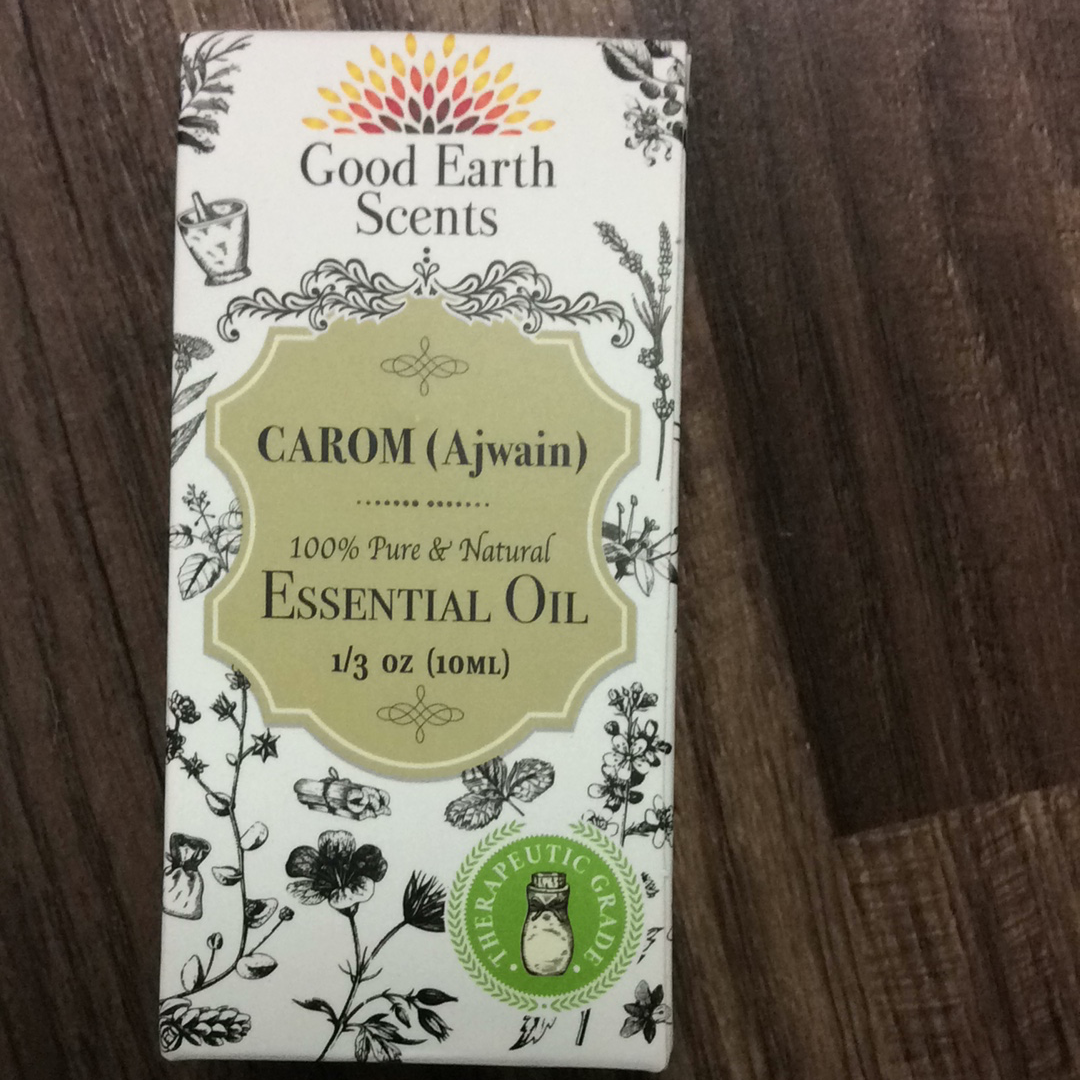 Good Earth
Scents
CAROM (Ajwain)
100% Pure & Natural
ESSENTIAL OIL
1/3 OZ (10ML)
THERAPEUTIC GRADE